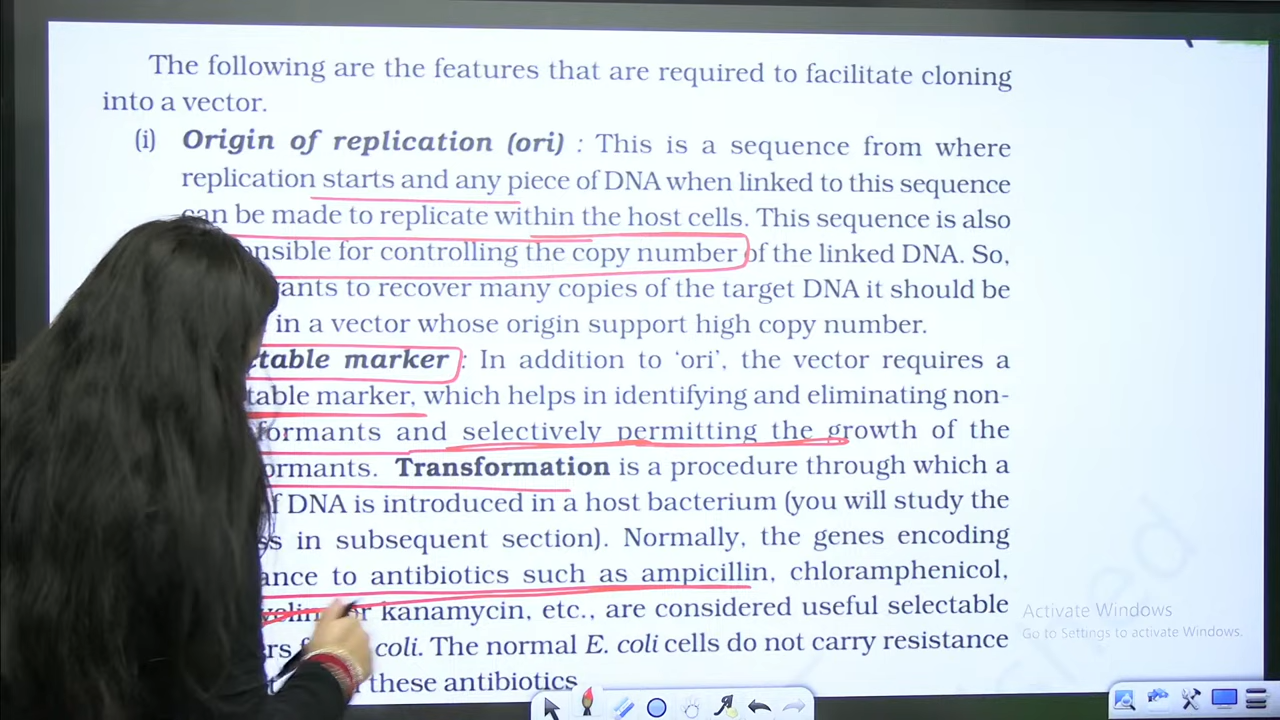 The following are the features that are required to facilitate cloning
into a vector.
(i) Origin of replication (ori) : This is a sequence from where
replication starts and any piece of DNA when linked to this sequence
can be made to replicate within the host cells. This sequence is also
onsible for controlling the copy number of the linked DNA. So,
ants to recover many copies of the target DNA it should be
in a vector whose origin support high copy number.
table marker : In addition to ‘ori’, the vector requires a
table marker, which helps in identifying and eliminating non-
formants and selectively permitting the growth of the
ormants. Transformation is a procedure through which a
f DNA is introduced in a host bacterium (you will study the
s in subsequent section). Normally, the genes encoding
ance to antibiotics such as ampicillin, chloramphenicol,
kanamycin, etc., are considered useful selectable
rs coli. The normal E. coli cells do not carry resistance
these antibiotics
Activate Windows
Go to Settings to activate Windows.